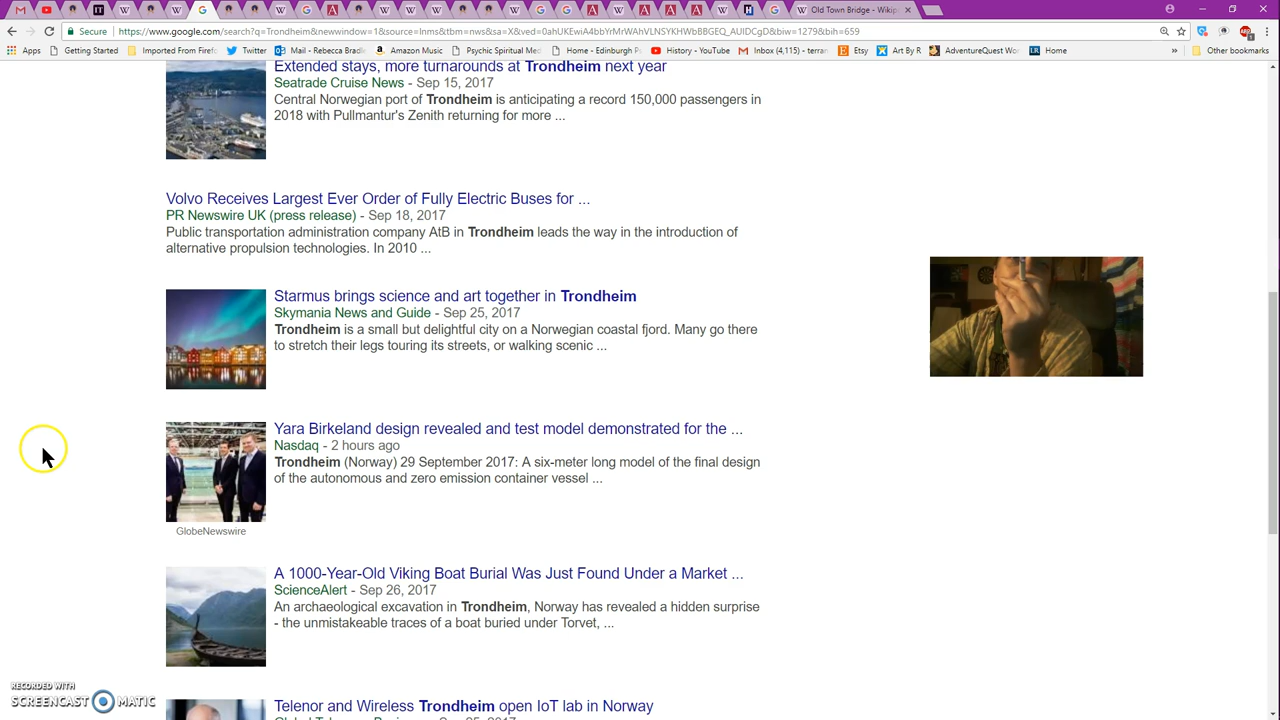 Old Town Bridge - Wikip
Secure
https://www.google.com/search?q=Trondheim&newwindow=1&source=lnms&tbm=nws&sa=X&ved=
Apps Getting Started Imported From Firefox Twitter Mail - Rebecca Bradle Amazon Music Psychic Spiritual Med Home - Edinburgh Po History - YouTube Inbox (4,115) - terran Etsy Art By R AdventureQuest Wor Home » Other bookmarks
Extended stays, more turnarounds at Trondheim next year
Seatrade Cruise News - Sep 15, 2017
Central Norwegian port of Trondheim is anticipating a record 150,000 passengers in
2018 with Pullmantur's Zenith returning for more ...
Volvo Receives Largest Ever Order of Fully Electric Buses for ...
PR Newswire UK (press release) - Sep 18, 2017
Public transportation administration company AtB in Trondheim leads the way in the introduction of
alternative propulsion technologies. In 2010 ...
Starmus brings science and art together in Trondheim
Skymania News and Guide - Sep 25, 2017
Trondheim is a small but delightful city on a Norwegian coastal fjord. Many go there
to stretch their legs touring its streets, or walking scenic ...
Yara Birkeland design revealed and test model demonstrated for the ...
Nasdaq - 2 hours ago
Trondheim (Norway) 29 September 2017: A six-meter long model of the final design
of the autonomous and zero emission container vessel ...
GlobeNewswire
A 1000-Year-Old Viking Boat Burial Was Just Found Under a Market ...
ScienceAlert - Sep 26, 2017
An archaeological excavation in Trondheim, Norway has revealed a hidden surprise
- the unmistakeable traces of a boat buried under Torvet, ...
RECORDED WITH
SCREENCAST MATIC
Telenor and Wireless Trondheim open IoT lab in Norway